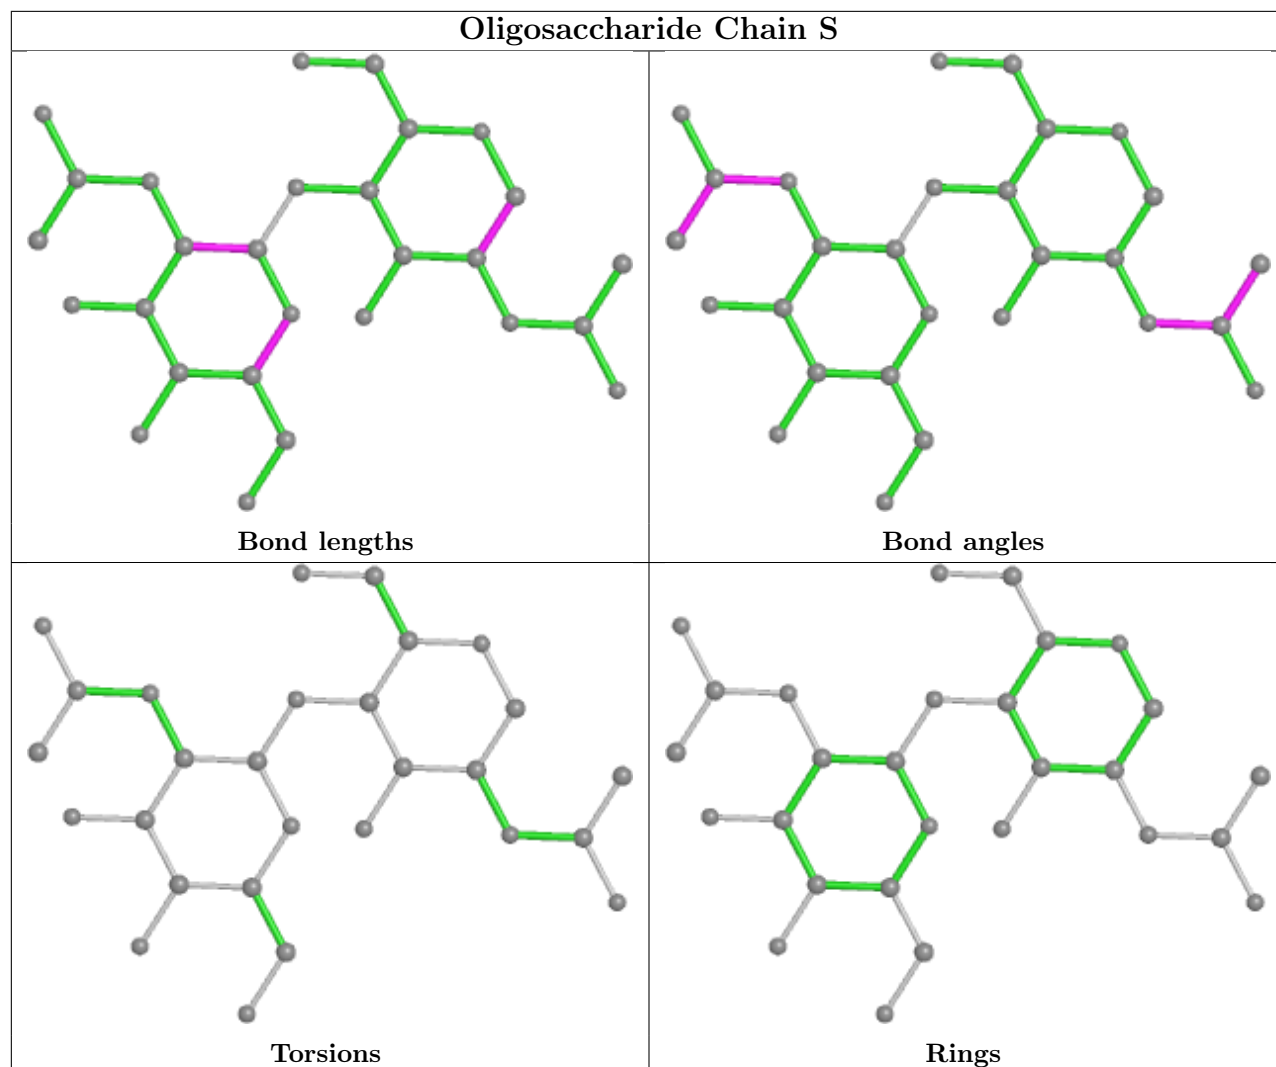 Oligosaccharide Chain S
Bond lengths
Bond angles
Torsions
Rings